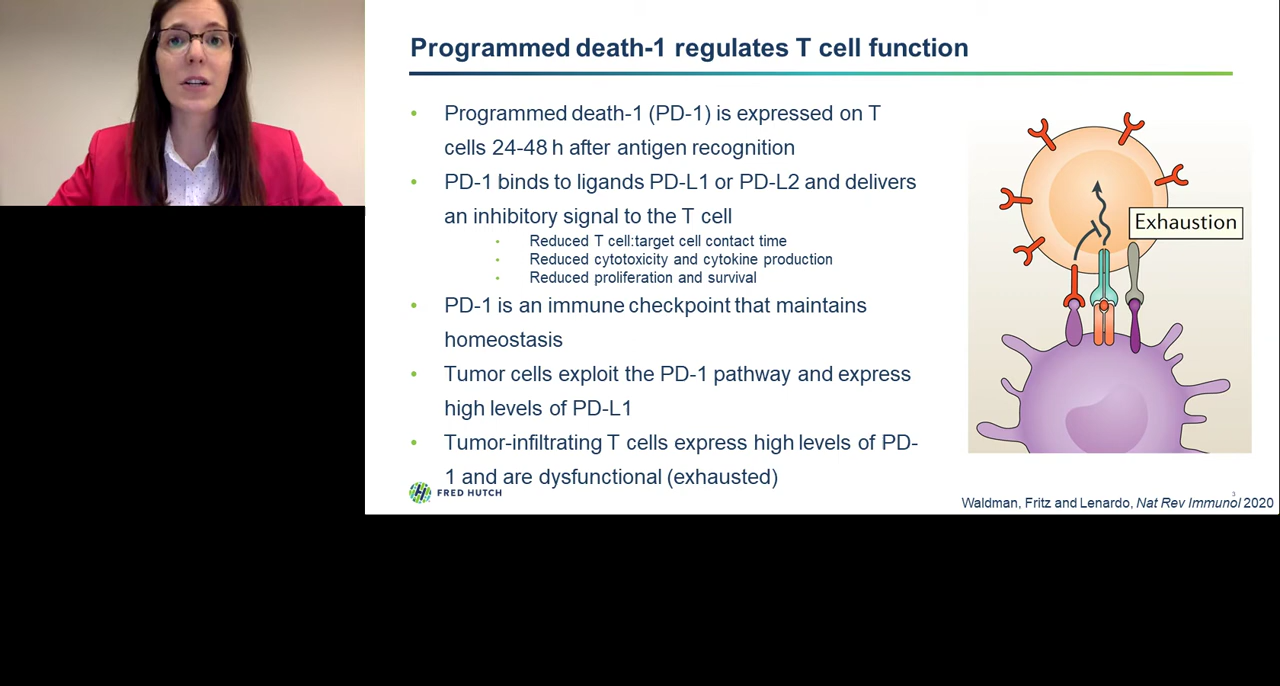 Programmed death-1 regulates T cell function
• Programmed death-1 (PD-1) is expressed on T
cells 24-48 h after antigen recognition
• PD-1 binds to ligands PD-L1 or PD-L2 and delivers
an inhibitory signal to the T cell
• Reduced T cell:target cell contact time
• Reduced cytotoxicity and cytokine production
• Reduced proliferation and survival
• PD-1 is an immune checkpoint that maintains
homeostasis
• Tumor cells exploit the PD-1 pathway and express
high levels of PD-L1
• Tumor-infiltrating T cells express high levels of PD-
1 and are dysfunctional (exhausted)
Exhaustion
FRED HUTCH
3
Waldman, Fritz and Lenardo, Nat Rev Immunol 2020